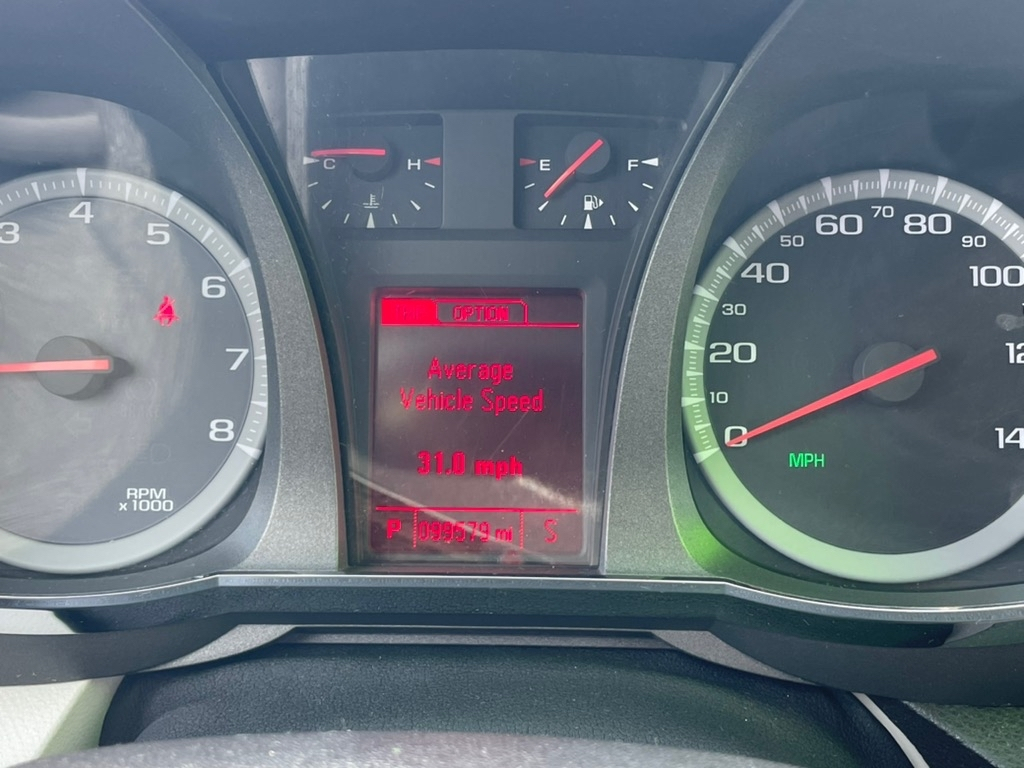 C H
E F
3 4 5 6 7 8
RPM
x1000
OPTION
Average
Vehicle Speed
31.0 mph
P 099679 mi S
0 10 20 30 40 50 60 70 80 90 100
MPH